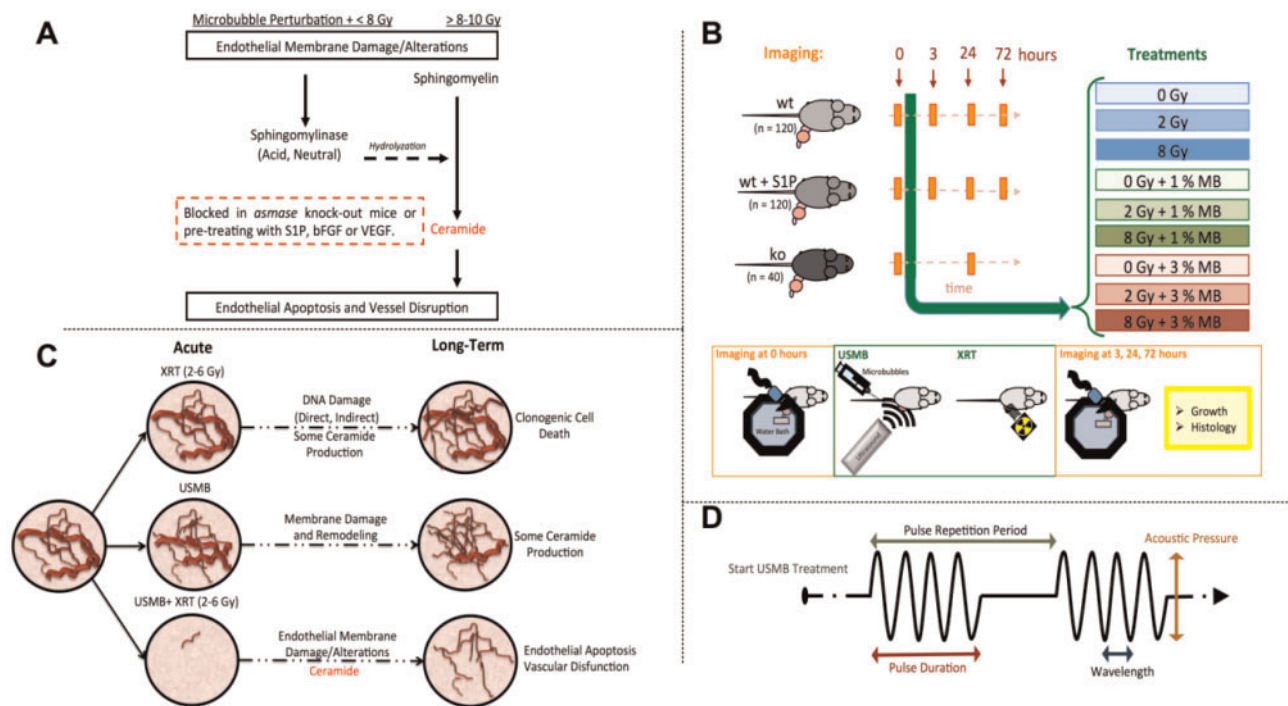 A
Microbubble Perturbation + < 8 Gy
> 8-10 Gy
Endothelial Membrane Damage/Alterations
Sphingomyelin
Sphingomylinase
(Acid, Neutral)
Hydrolyzation
Blocked in asmase knock-out mice or
pre-treating with S1P, bFGF or VEGF.
Ceramide
Endothelial Apoptosis and Vessel Disruption
B
Imaging:
0 3 24 72 hours
Treatments
wt
(n = 120)
wt + S1P
(n = 120)
ko
(n = 40)
time
0 Gy
2 Gy
8 Gy
0 Gy + 1 % MB
2 Gy + 1 % MB
8 Gy + 1 % MB
0 Gy + 3 % MB
2 Gy + 3 % MB
8 Gy + 3 % MB
Imaging at 0 hours
Water Bath
USMB
Microbubbles
Ultrasound
XRT
Imaging at 3, 24, 72 hours
➢ Growth
➢ Histology
C
Acute
Long-Term
XRT (2-6 Gy)
DNA Damage
(Direct, Indirect)
Some Ceramide
Production
Clonogenic Cell
Death
USMB
Membrane Damage
and Remodeling
Some Ceramide
Production
USMB+ XRT (2-6 Gy)
Endothelial Membrane
Damage/Alterations
Ceramide
Endothelial Apoptosis
Vascular Disfunction
D
Pulse Repetition Period
Acoustic Pressure
Start USMB Treatment
Pulse Duration
Wavelength